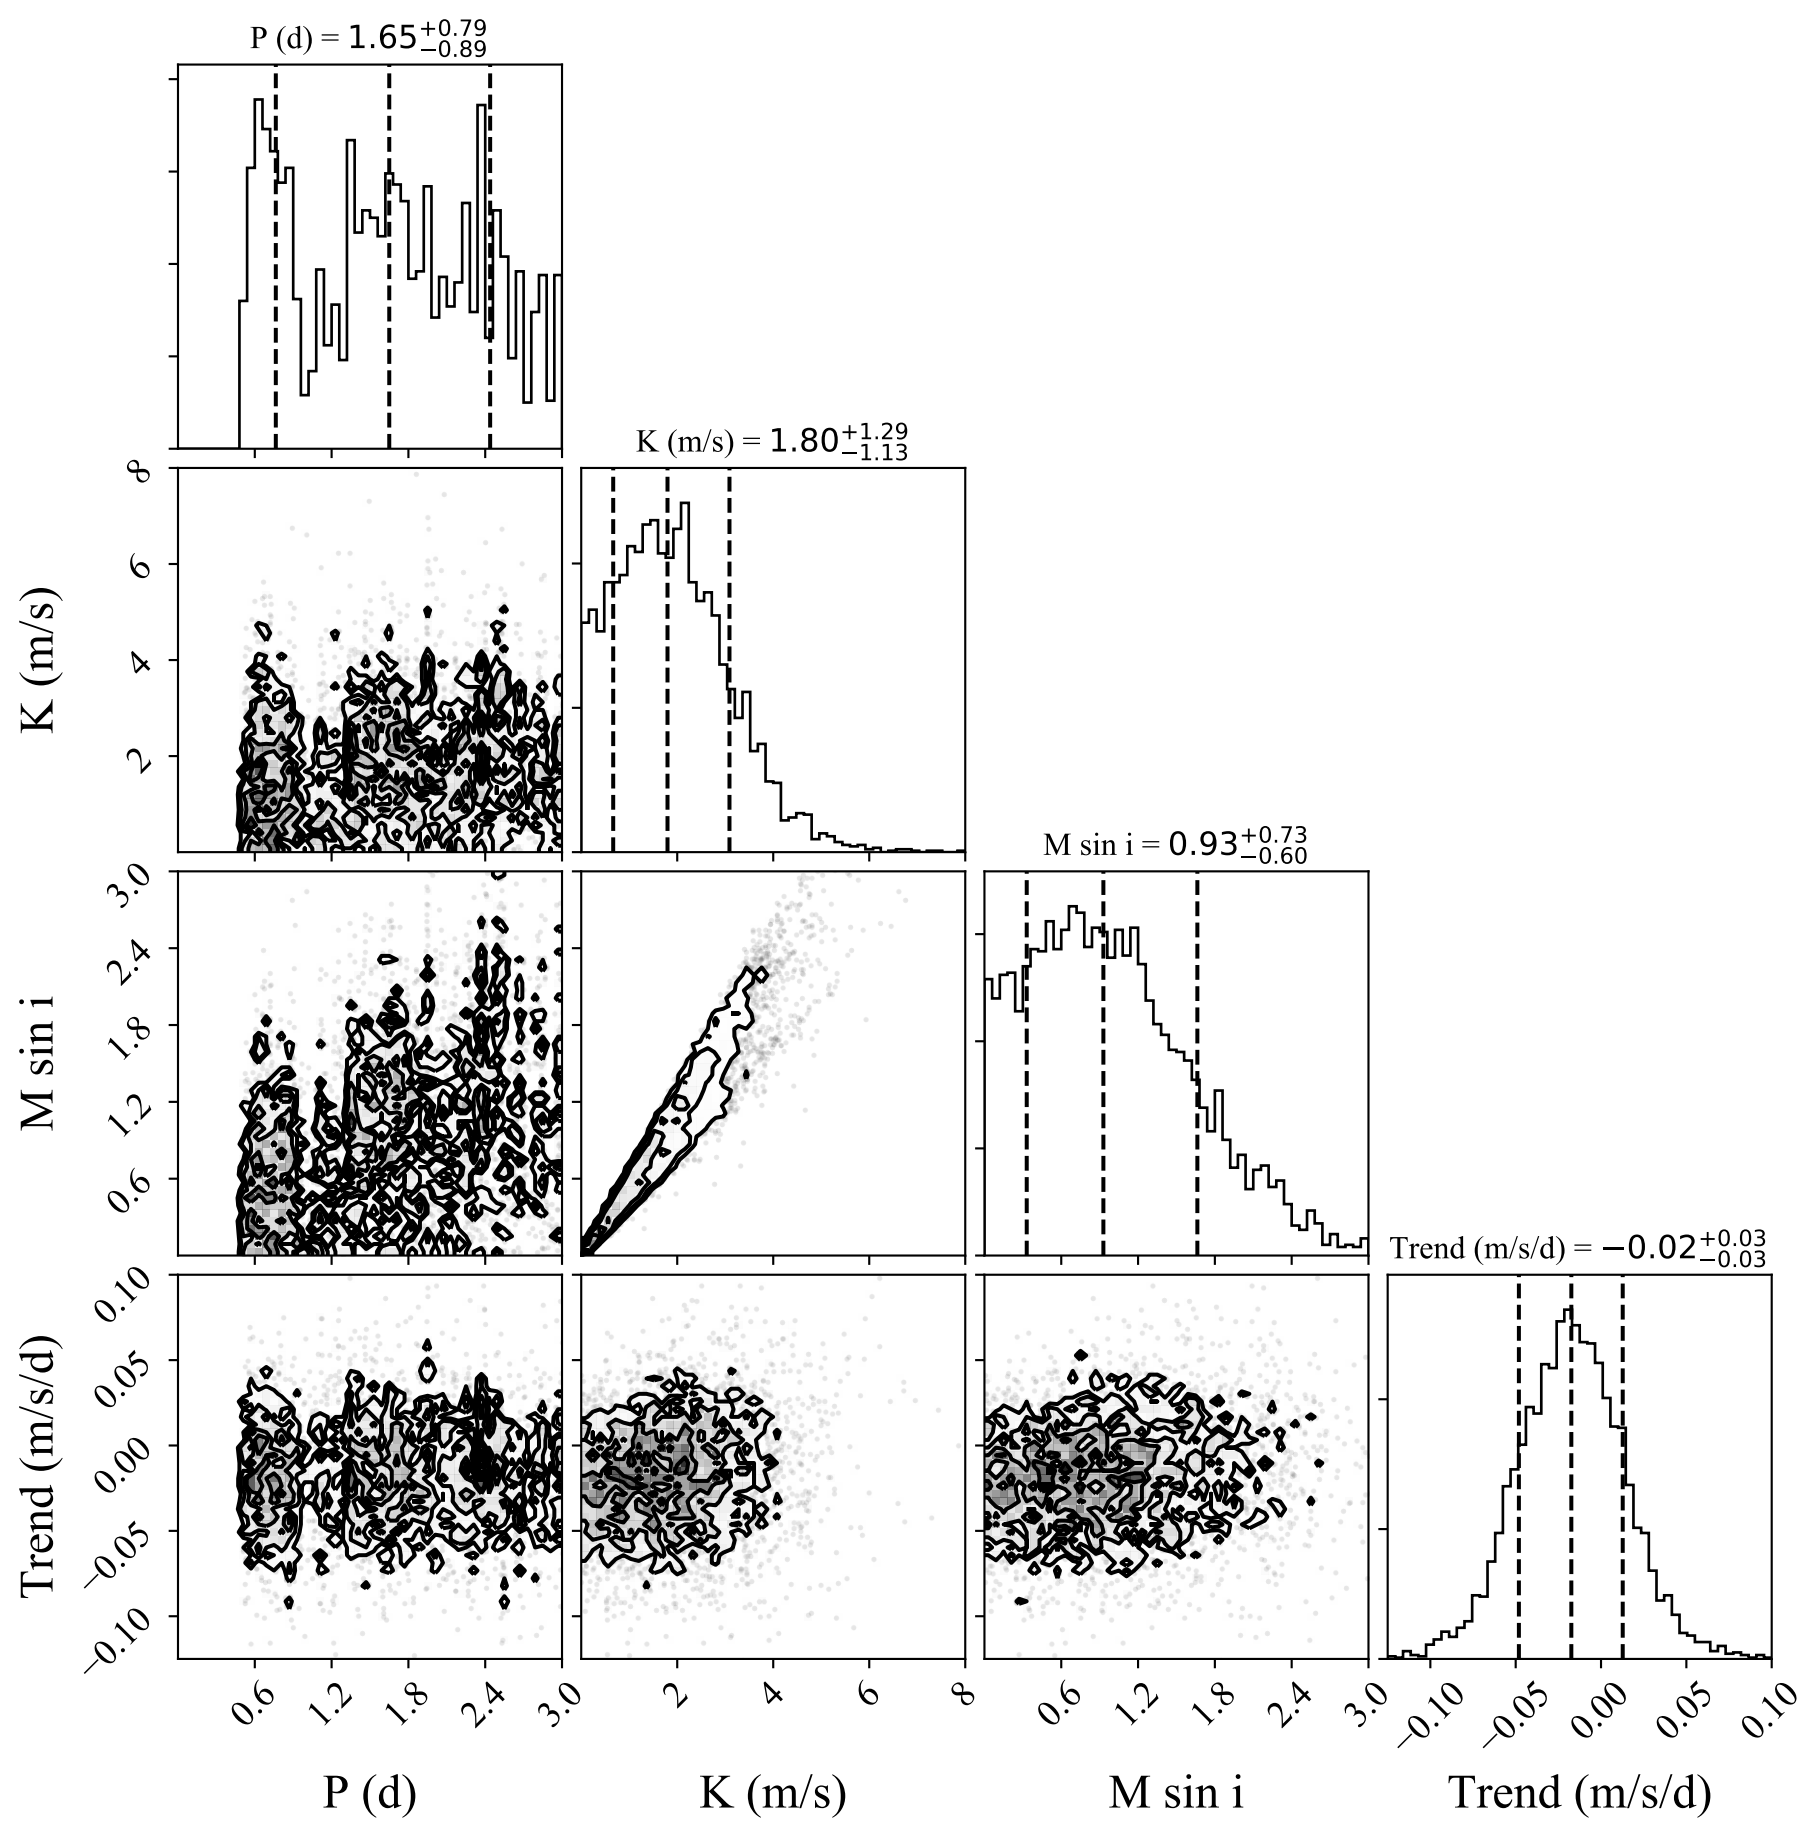 P (d) = 1.65+0.79 −0.89
K (m/s) = 1.80+1.29 −1.13
8
6
4
2
K (m/s)
M sin i = 0.93+0.73 −0.60
3.0
2.4
1.8
1.2
0.6
M sin i
Trend (m/s/d) = −0.02+0.03 −0.03
0.10
0.05
0.00
−0.05
−0.10
Trend (m/s/d)
0.6 1.2 1.8 2.4 3.0 2 4 6 8 0.6 1.2 1.8 2.4 3.0 −0.10 −0.05 0.00 0.05 0.10
P (d) K (m/s) M sin i Trend (m/s/d)